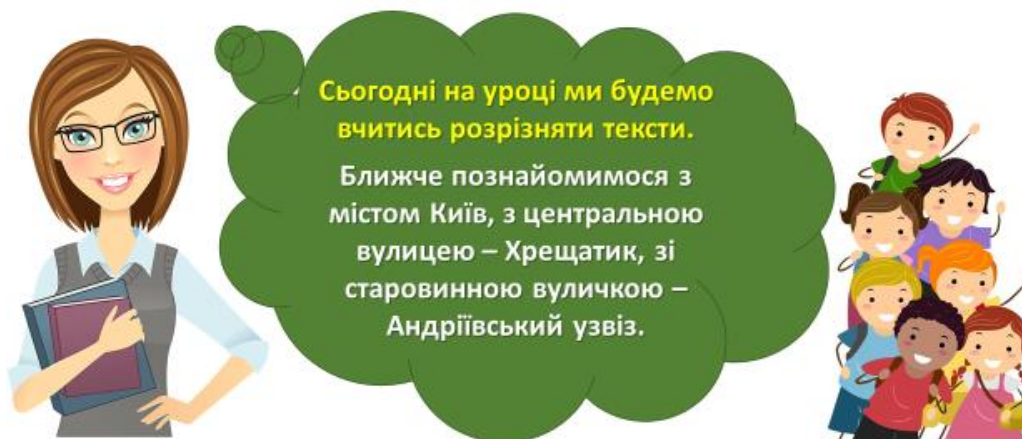 Сьогодні на уроці ми будемо
вчитись розрізняти тексти.
Ближче познайомимося з
містом Київ, з центральною
вулицею – Хрещатик, зі
старовинною вуличкою –
Андріївський узвіз.